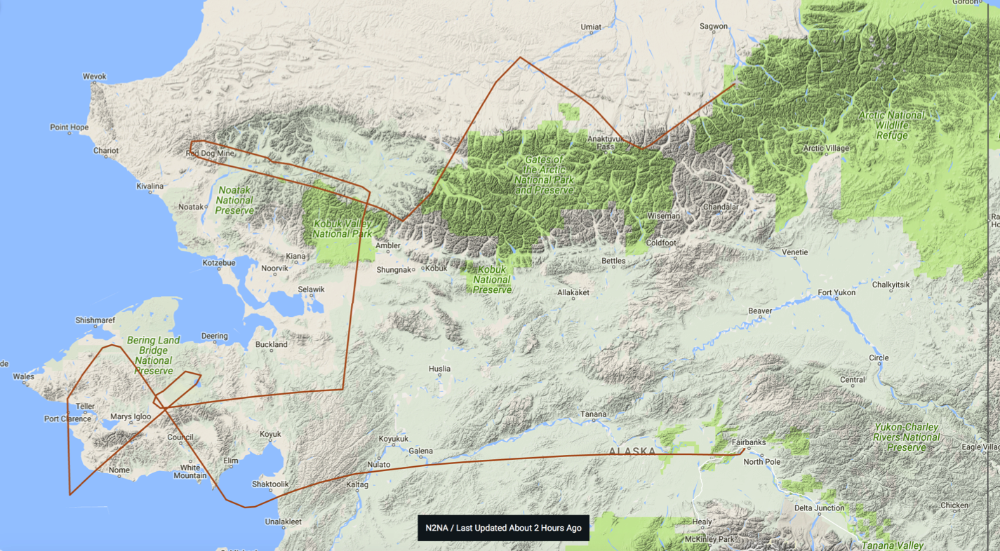 Gordon
Umiat
Sagwon
Wevok
Point Hope
Chariot
Red Dog Mine
Anaktuvuk
Pass
Arctic National
Wildlife
Refuge
Arctic Village
Gates of
the Arctic
National Park
and Preserve
Kivalina
Noatak
National
Preserve
Noatak
Kobuk Valley
National Park
Wiseman
Chandalar
Ra
Ho
Coldfoot
Ambler
Kiana
Kotzebue
Noorvik
Shungnak
Kobuk
Kobuk
National
Preserve
Bettles
Venetie
Selawik
Allakaket
Fort Yukon
Chalkyitsik
Beaver
Shishmaref
Deering
Buckland
Bering Land
Bridge
National
Preserve
de
Wales
Huslia
Circle
Central
Teller
Port Clarence
Marys Igloo
Council
Koyuk
Koyukuk
Galena
Tanana
ALASKA
Fairbanks
North Pole
Yukon-Charley
Rivers National
Preserve
Eagle Villag
Nome
White
Mountain
Elim
Nulato
Kaltag
Shaktoolik
Unalakleet
N2NA / Last Updated About 2 Hours Ago
Healy
McKinley Park
Delta Junction
Chicken
Tanana Valley